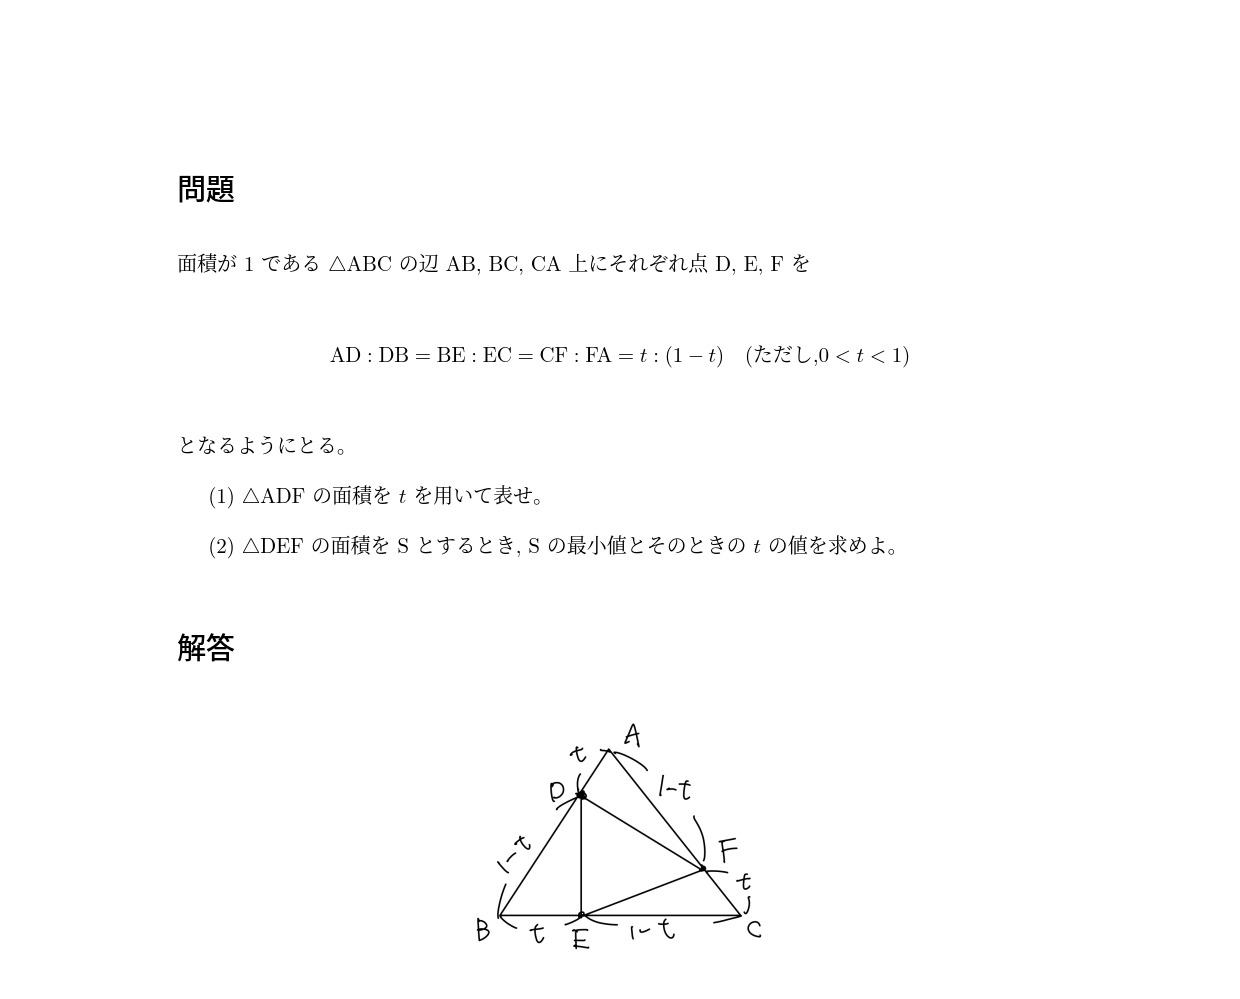 問題
面積が 1 である △ABC の辺 AB, BC, CA 上にそれぞれ点 D, E, F を
AD : DB = BE : EC = CF : FA = t : (1 − t) (ただし,0 < t < 1)
となるようにとる。
(1) △ADF の面積を t を用いて表せ。
(2) △DEF の面積を S とするとき, S の最小値とそのときの t の値を求めよ。
解答
A
t
D
1-t
1-t
F
t
B
t
E
1-t
C